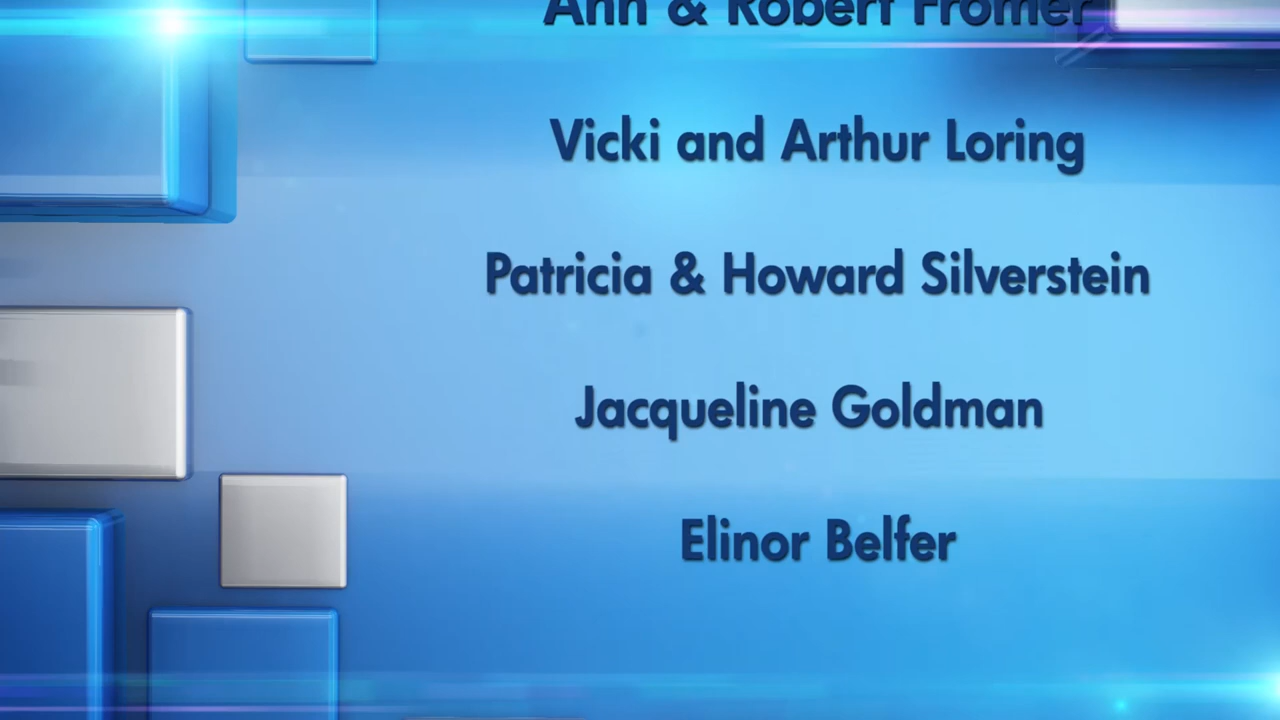 Ann & Robert Fromer
Vicki and Arthur Loring
Patricia & Howard Silverstein
Jacqueline Goldman
Elinor Belfer